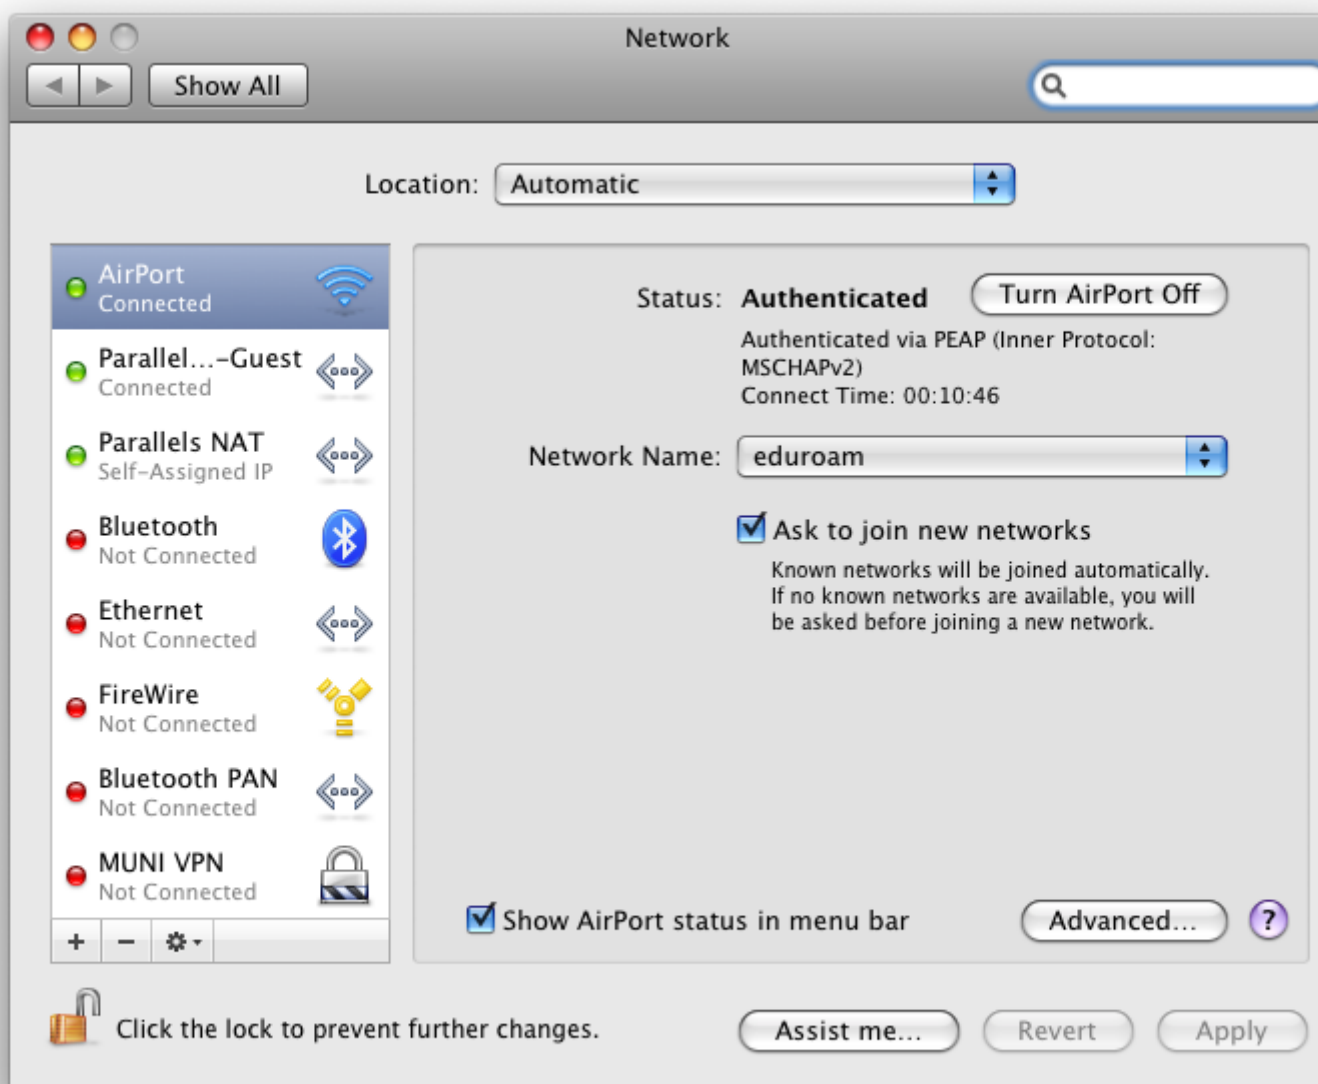 Network
Show All
Location: Automatic
AirPort
Connected
Parallel...-Guest
Connected
Parallels NAT
Self-Assigned IP
Bluetooth
Not Connected
Ethernet
Not Connected
FireWire
Not Connected
Bluetooth PAN
Not Connected
MUNI VPN
Not Connected
Status: Authenticated
Turn AirPort Off
Authenticated via PEAP (Inner Protocol:
MSCHAPv2)
Connect Time: 00:10:46
Network Name: eduroam
Ask to join new networks
Known networks will be joined automatically.
If no known networks are available, you will
be asked before joining a new network.
Show AirPort status in menu bar
Advanced...
?
Click the lock to prevent further changes.
Assist me...
Revert
Apply